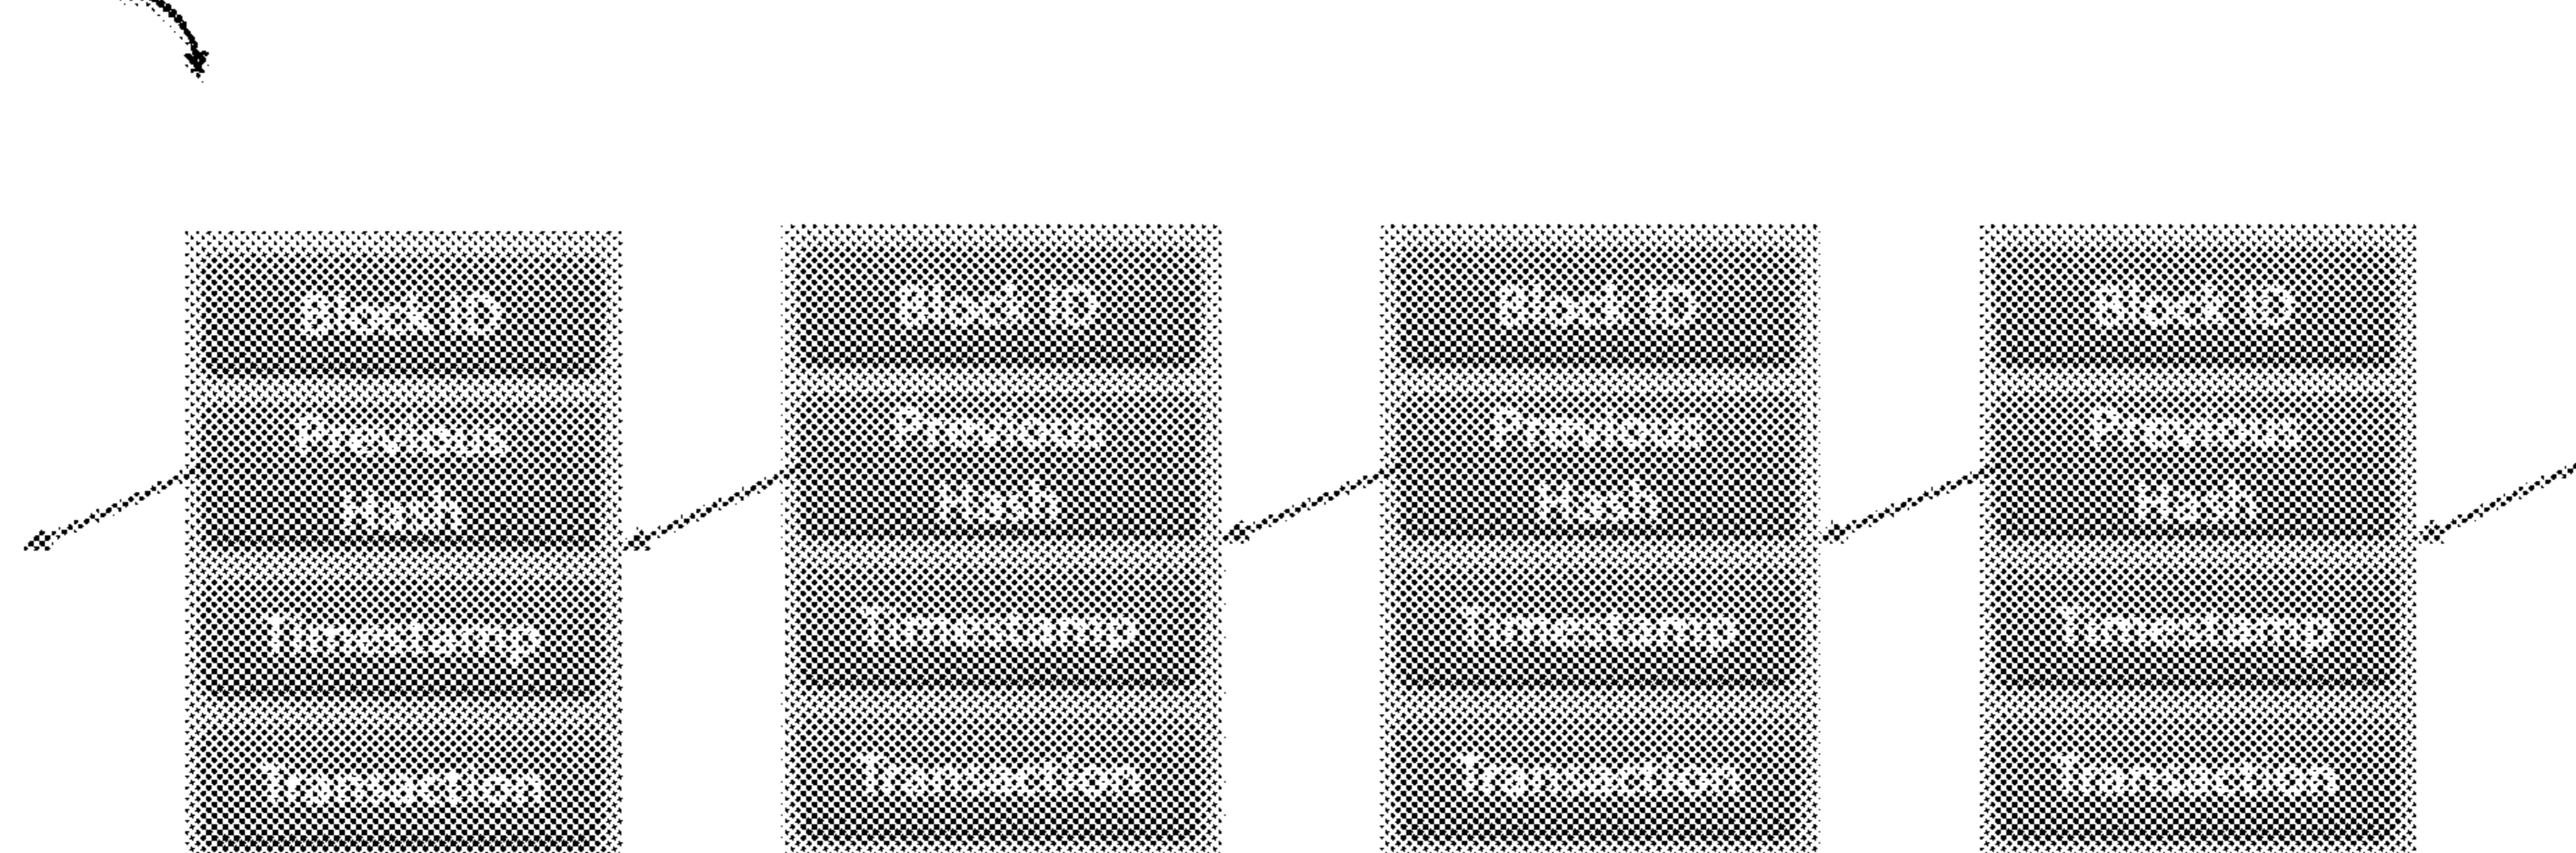 Block ID
Previous
Hash
Timestamp
Transaction
Block ID
Previous
Hash
Timestamp
Transaction
Block ID
Previous
Hash
Timestamp
Transaction
Block ID
Previous
Hash
Timestamp
Transaction